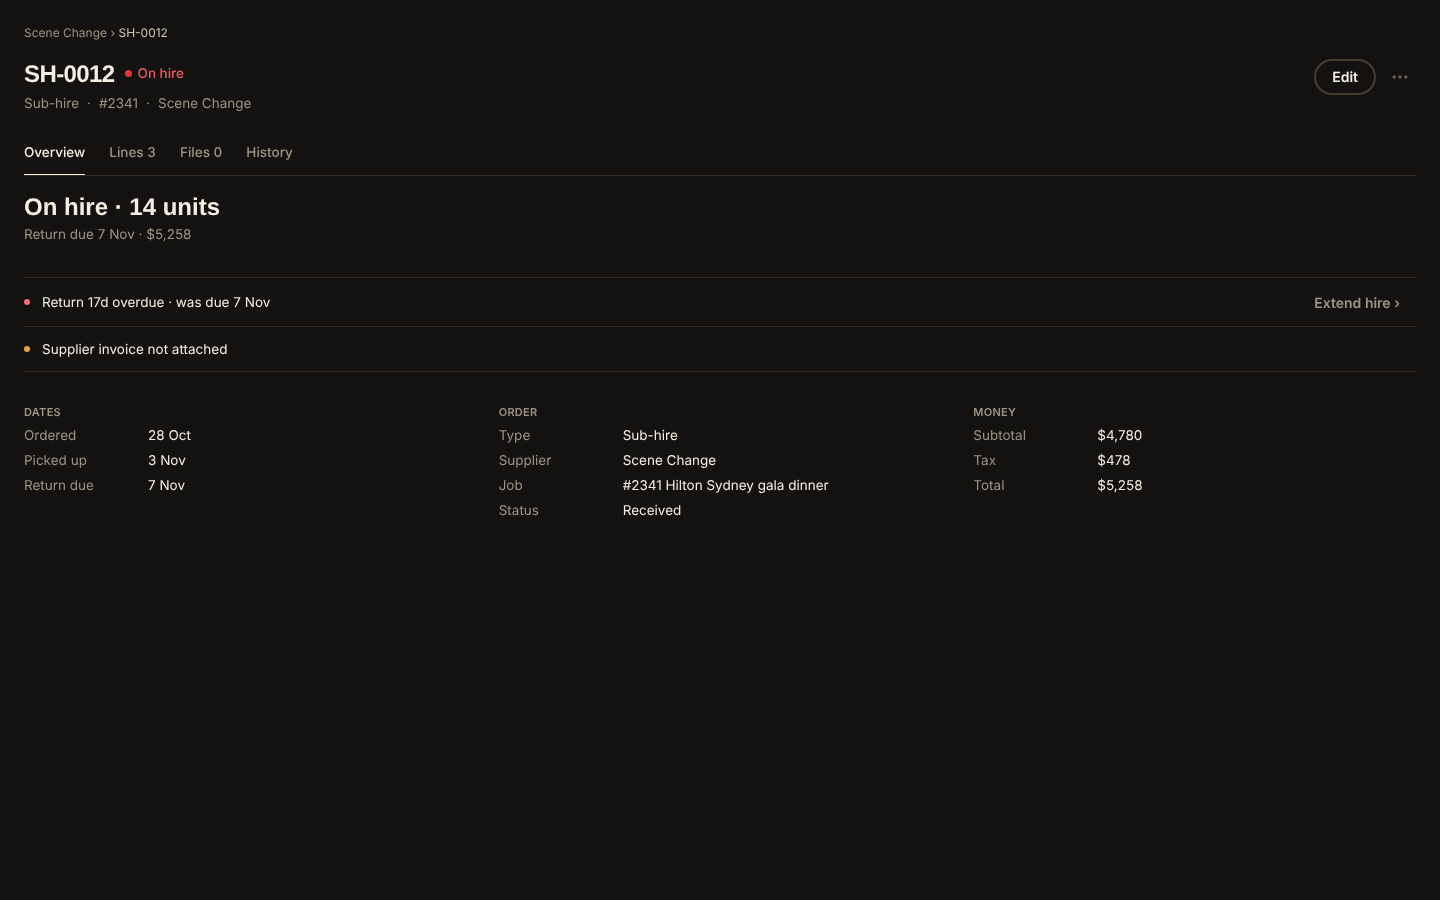 Scene Change › SH-0012
SH-0012 On hire
Edit ···
Sub-hire · #2341 · Scene Change
Overview Lines 3 Files 0 History
On hire · 14 units
Return due 7 Nov · $5,258
Return 17d overdue · was due 7 Nov Extend hire ›
Supplier invoice not attached
DATES
Ordered 28 Oct
Picked up 3 Nov
Return due 7 Nov
ORDER
Type Sub-hire
Supplier Scene Change
Job #2341 Hilton Sydney gala dinner
Status Received
MONEY
Subtotal $4,780
Tax $478
Total $5,258